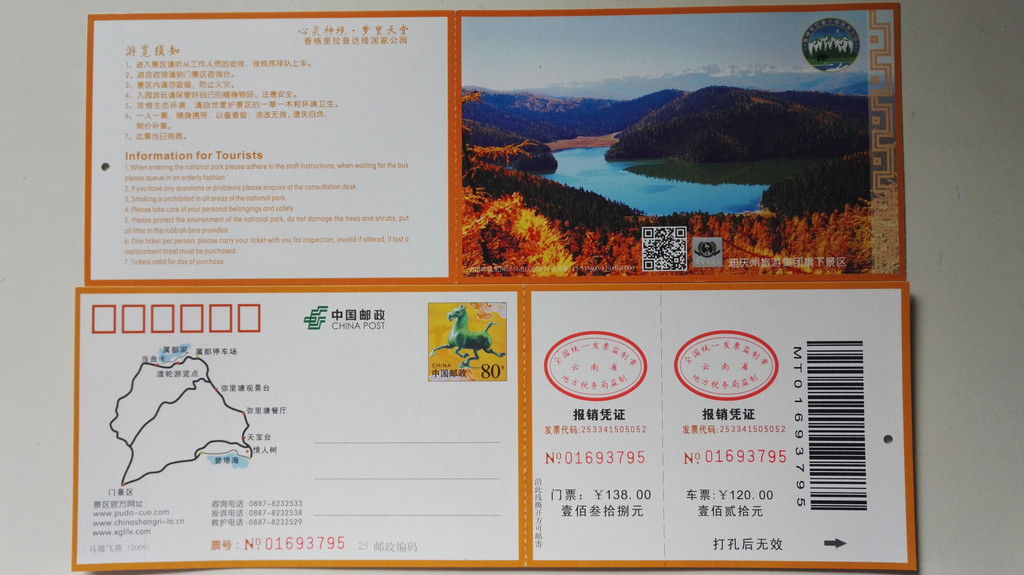 心灵神境·梦里天堂
香格里拉普达措国家公园
游览须知
1、进入景区请听从工作人员的安排，按秩序排队上车。
2、游览咨询请到门景区咨询台。
3、景区内请勿吸烟，防止火灾。
4、入园游玩请保管好自己的随身物品、注意安全。
5、珍惜生态环境，请自觉爱护景区的一草一木和环境卫生。
6、一人一票，随身携带，以备查验，涂改无效、遗失自负，
照价补票。
7、此票当日有效。
Information for Tourists
1. When entering the national park please adhere to the staff instructions, when waiting for the bus
please queue in an orderly fashion.
2. If you have any questions or problems please enquire at the consultation desk.
3. Smoking is prohibited in all areas of the national park.
4. Please take care of your personal belongings and safety.
5. Please protect the environment of the national park, do not damage the trees and shrubs, put
all litter in the rubbish bins provided.
6. One ticket per person, please carry your ticket with you for inspection, invalid if altered, if lost a
replacement ticket must be purchased.
7. Tickets valid for day of purchase.
迪庆州旅游集团旗下景区
中国邮政
CHINA POST
CHINA
中国邮政 80分
属都湖
属都停车场
渡轮游览点
弥里塘观景台
弥里塘餐厅
天宝台
情人树
碧塔海
门景区
景区官方网址：
www.puda-cuo.com
www.chinashangri-la.cn
www.xglllx.com
咨询电话：0887-8232533
投诉电话：0887-8232538
救护电话：0887-8232529
马踏飞燕（2009）
票号：№01693795
25 邮政编码
沿此线撕开方可邮寄
全国统一发票监制章
云南省
地方税务局监制
报销凭证
发票代码:253341505052
№01693795
门票：￥138.00
壹佰叁拾捌元
全国统一发票监制章
云南省
地方税务局监制
报销凭证
发票代码:253341505052
№01693795
车票：￥120.00
壹佰贰拾元
打孔后无效
MT01693795